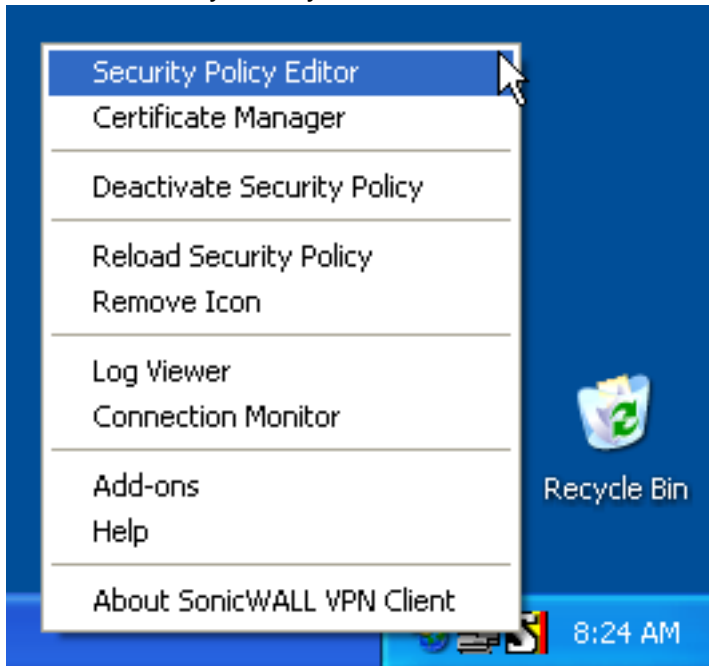 Security Policy Editor
Certificate Manager
Deactivate Security Policy
Reload Security Policy
Remove Icon
Log Viewer
Connection Monitor
Add-ons
Recycle Bin
Help
About SonicWALL VPN Client
8:24 AM